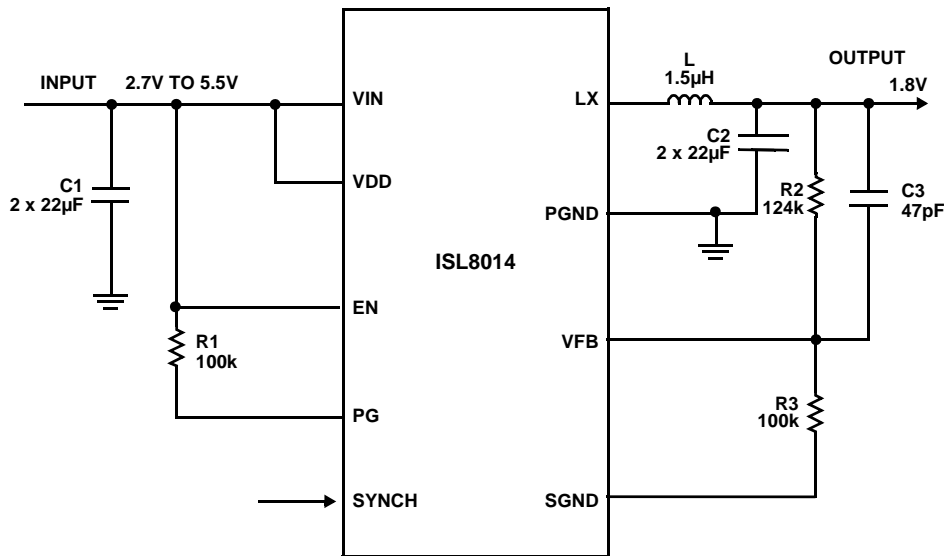 INPUT 2.7V TO 5.5V
VIN
VDD
C1
2 x 22µF
EN
R1
100k
PG
SYNCH
ISL8014
L
1.5µH
LX
OUTPUT
1.8V
C2
2 x 22µF
PGND
R2
124k
C3
47pF
VFB
R3
100k
SGND